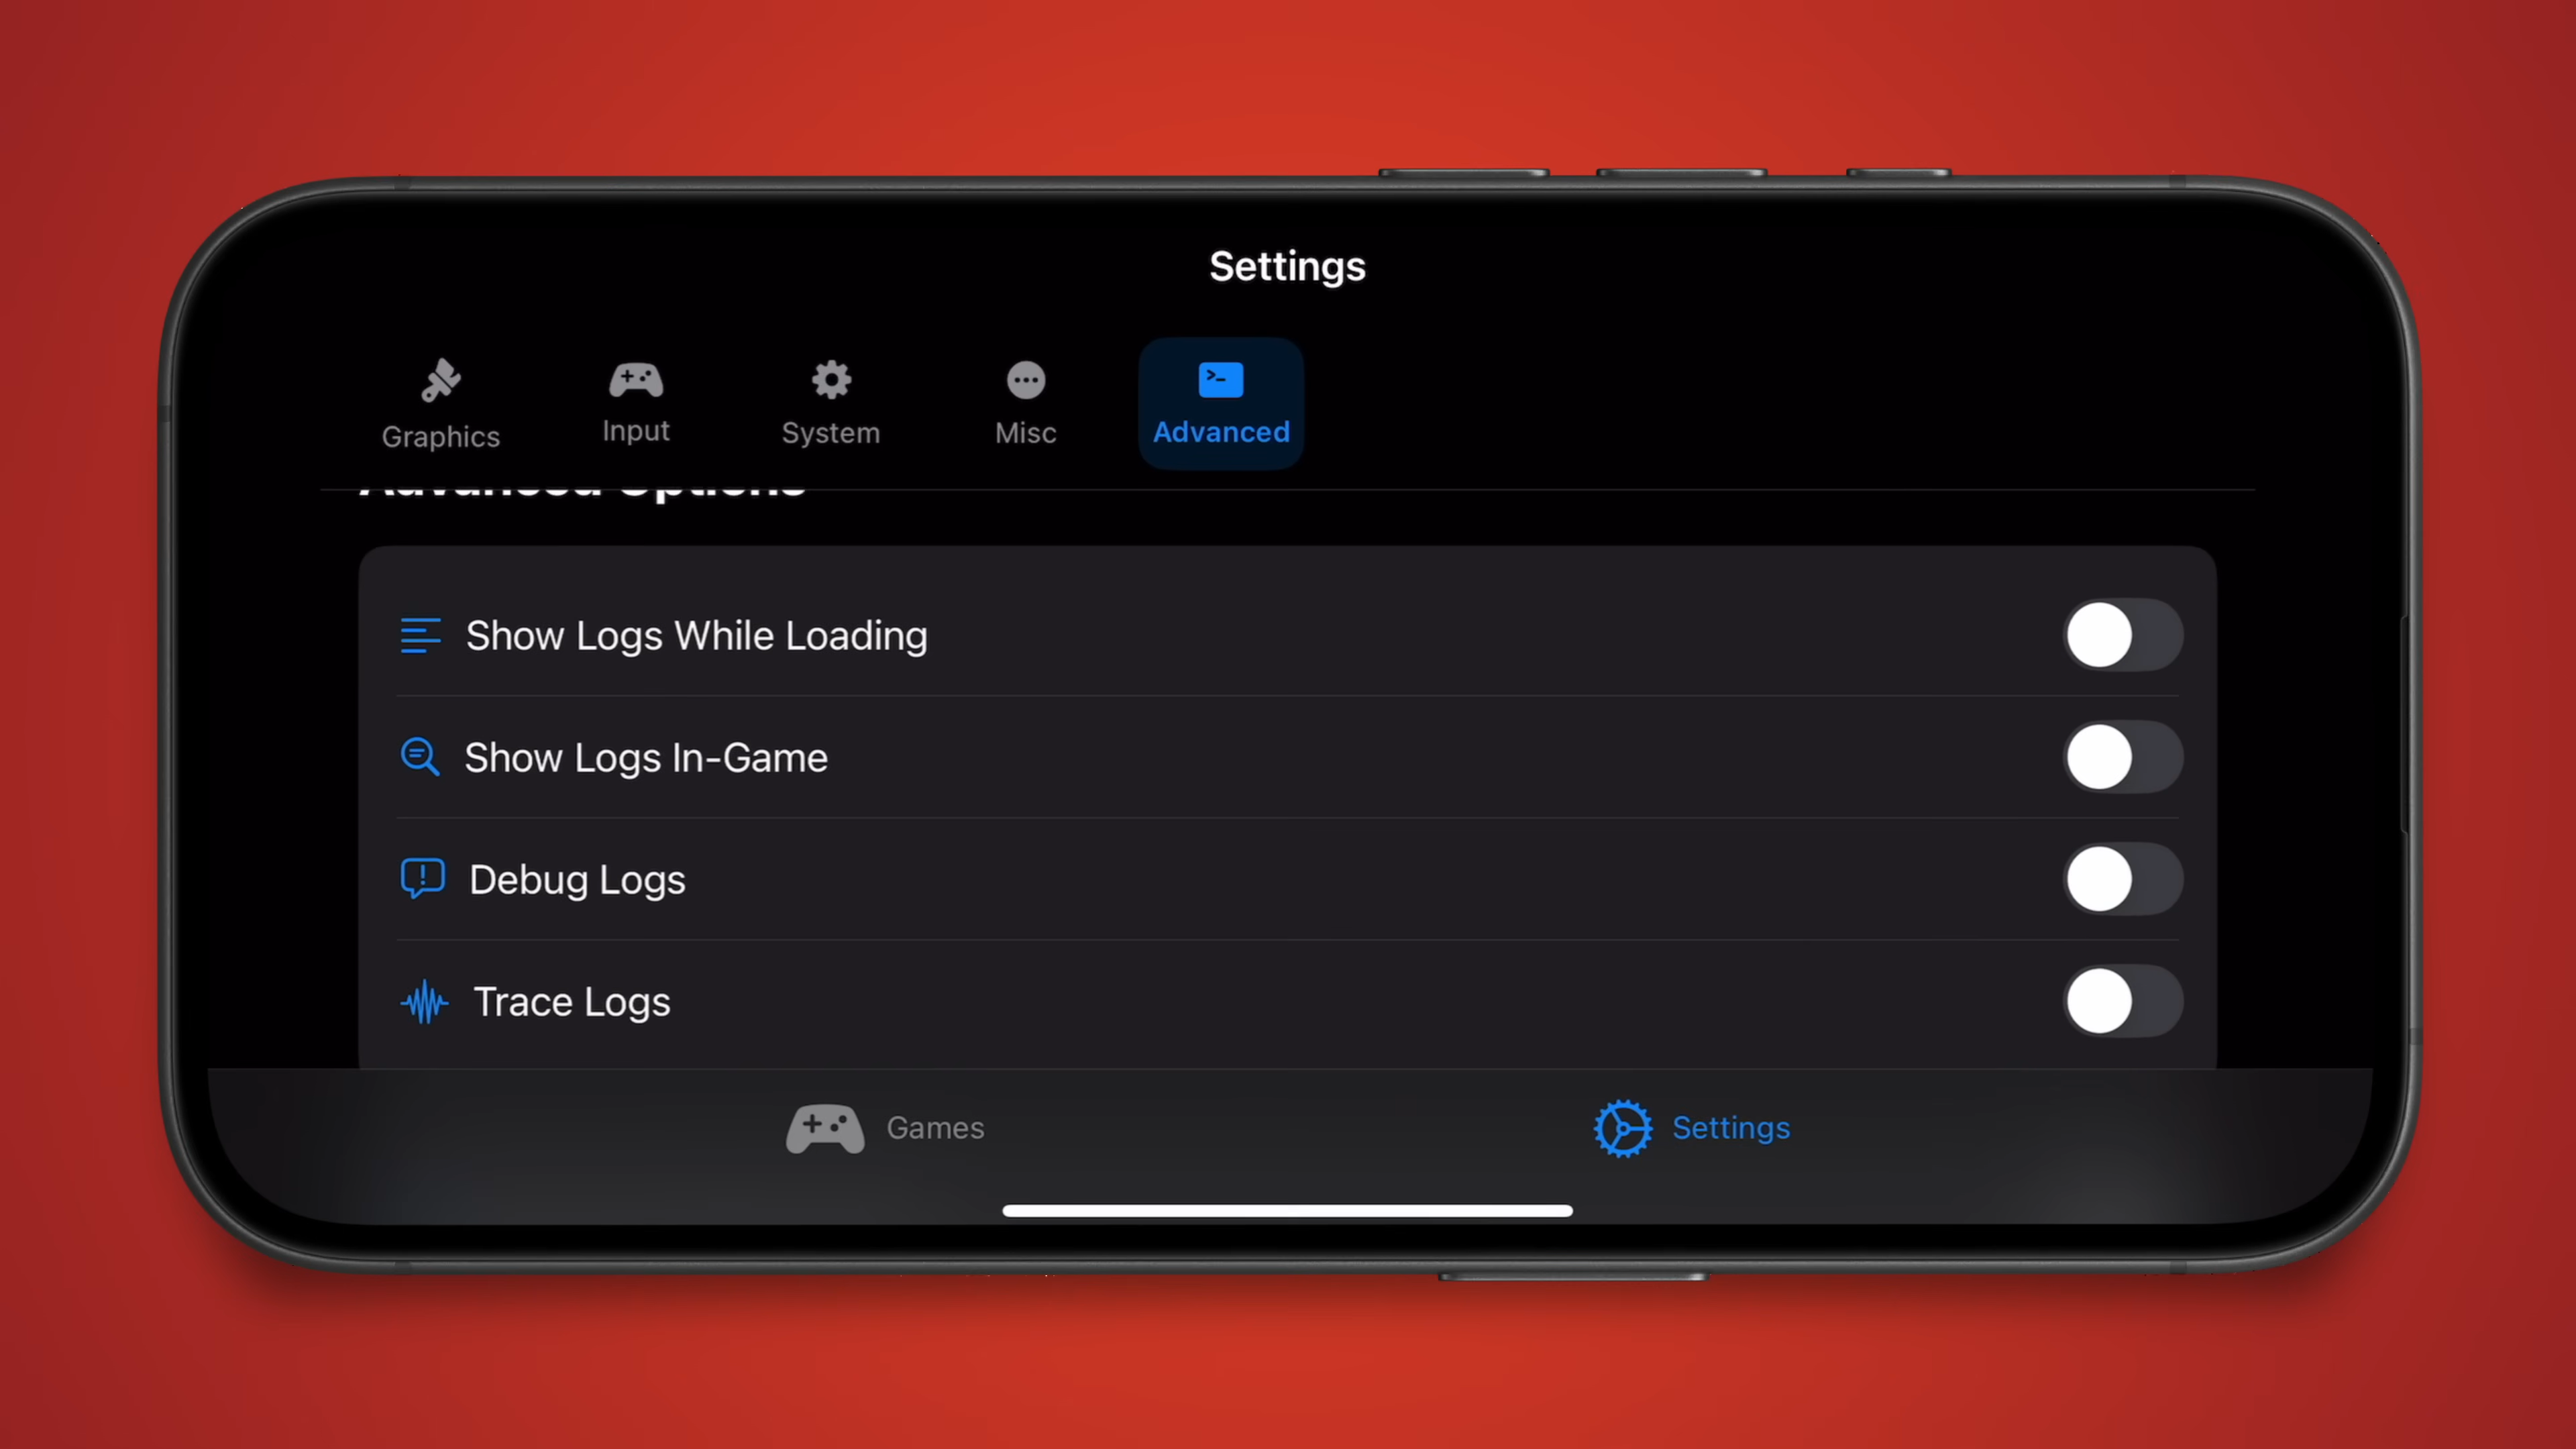 Settings
Graphics
Input
System
Misc
Advanced
Advanced Options
Show Logs While Loading
Show Logs In-Game
Debug Logs
Trace Logs
Games
Settings